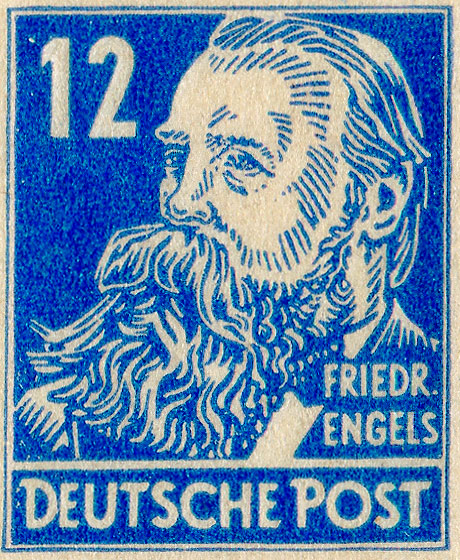 12
FRIEDR.
ENGELS
DEUTSCHE POST